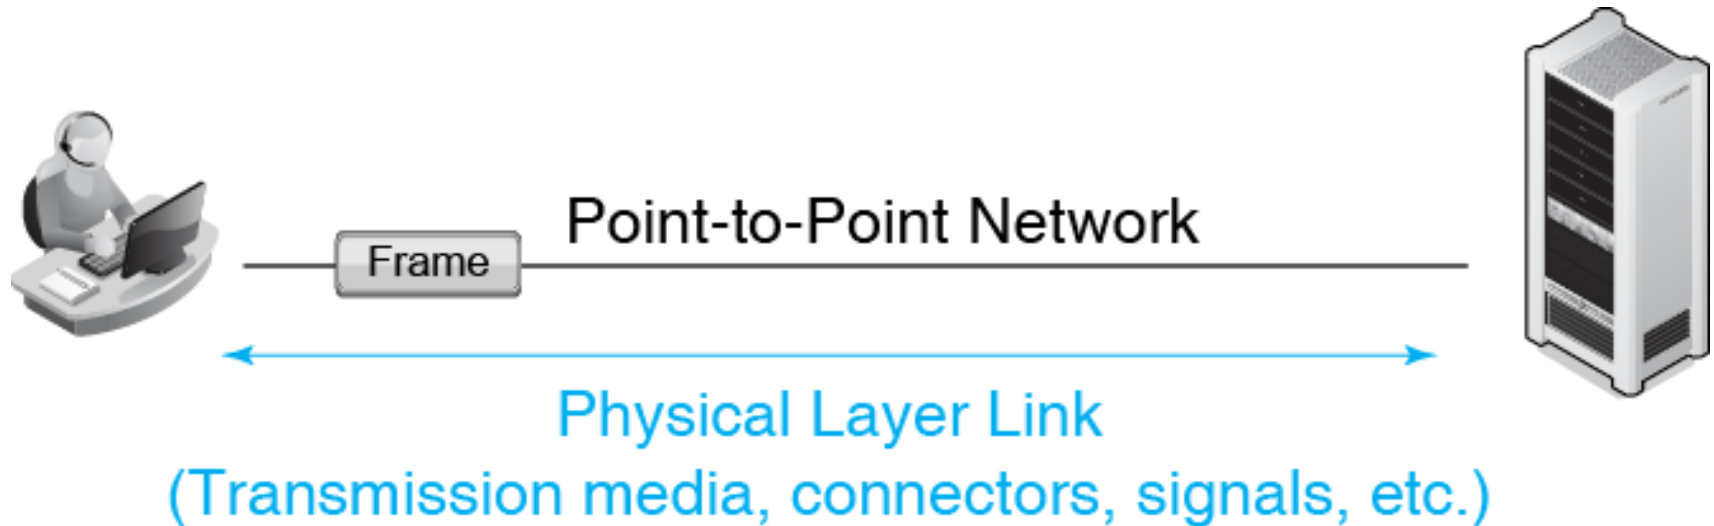 Point-to-Point Network
Frame
Physical Layer Link
(Transmission media, connectors, signals, etc.)